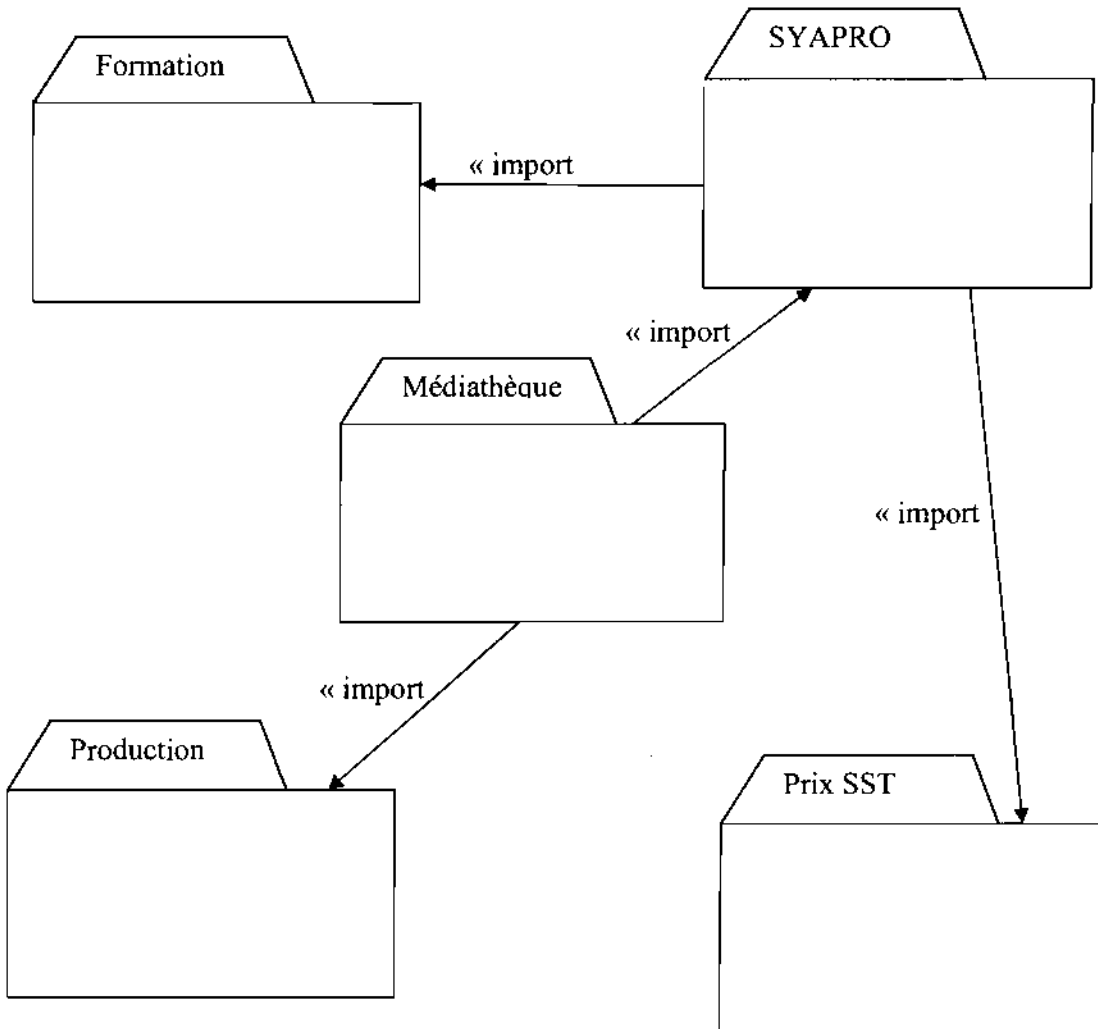 SYAPRO
Formation
« import
« import
Médiathèque
« import
« import
Production
Prix SST